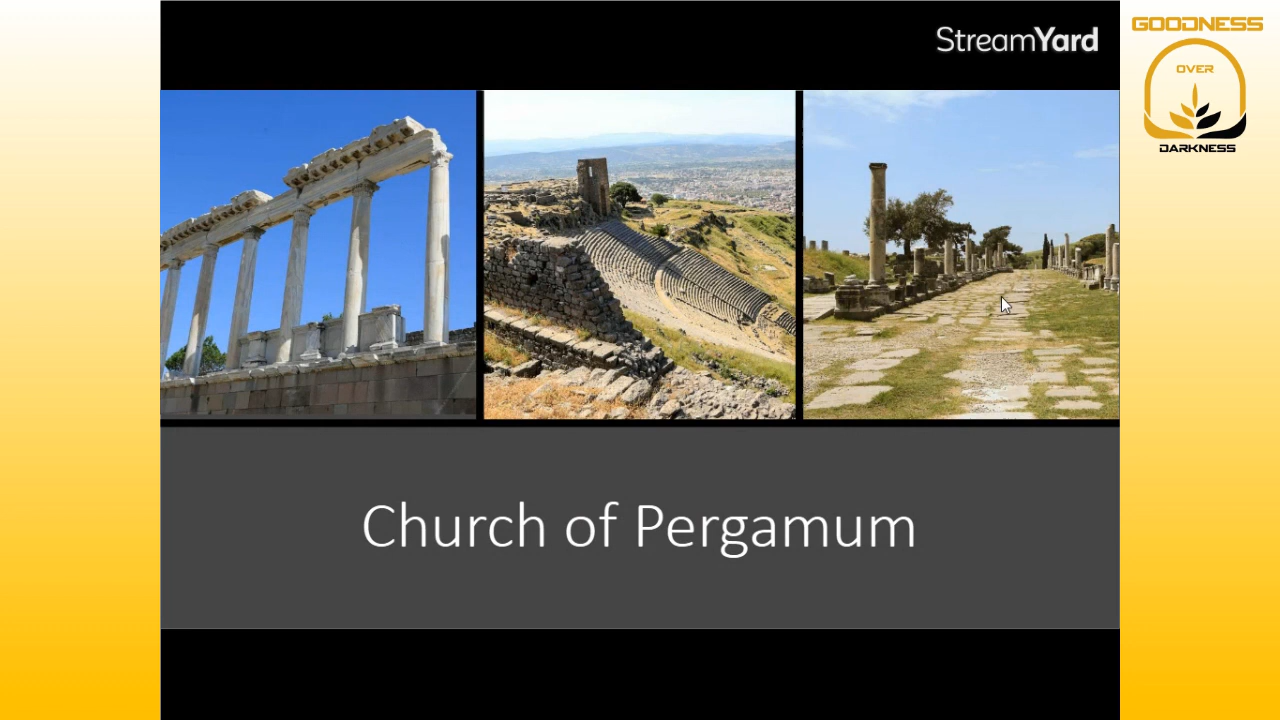 StreamYard
GOODNESS
OVER
DARKNESS
Church of Pergamum